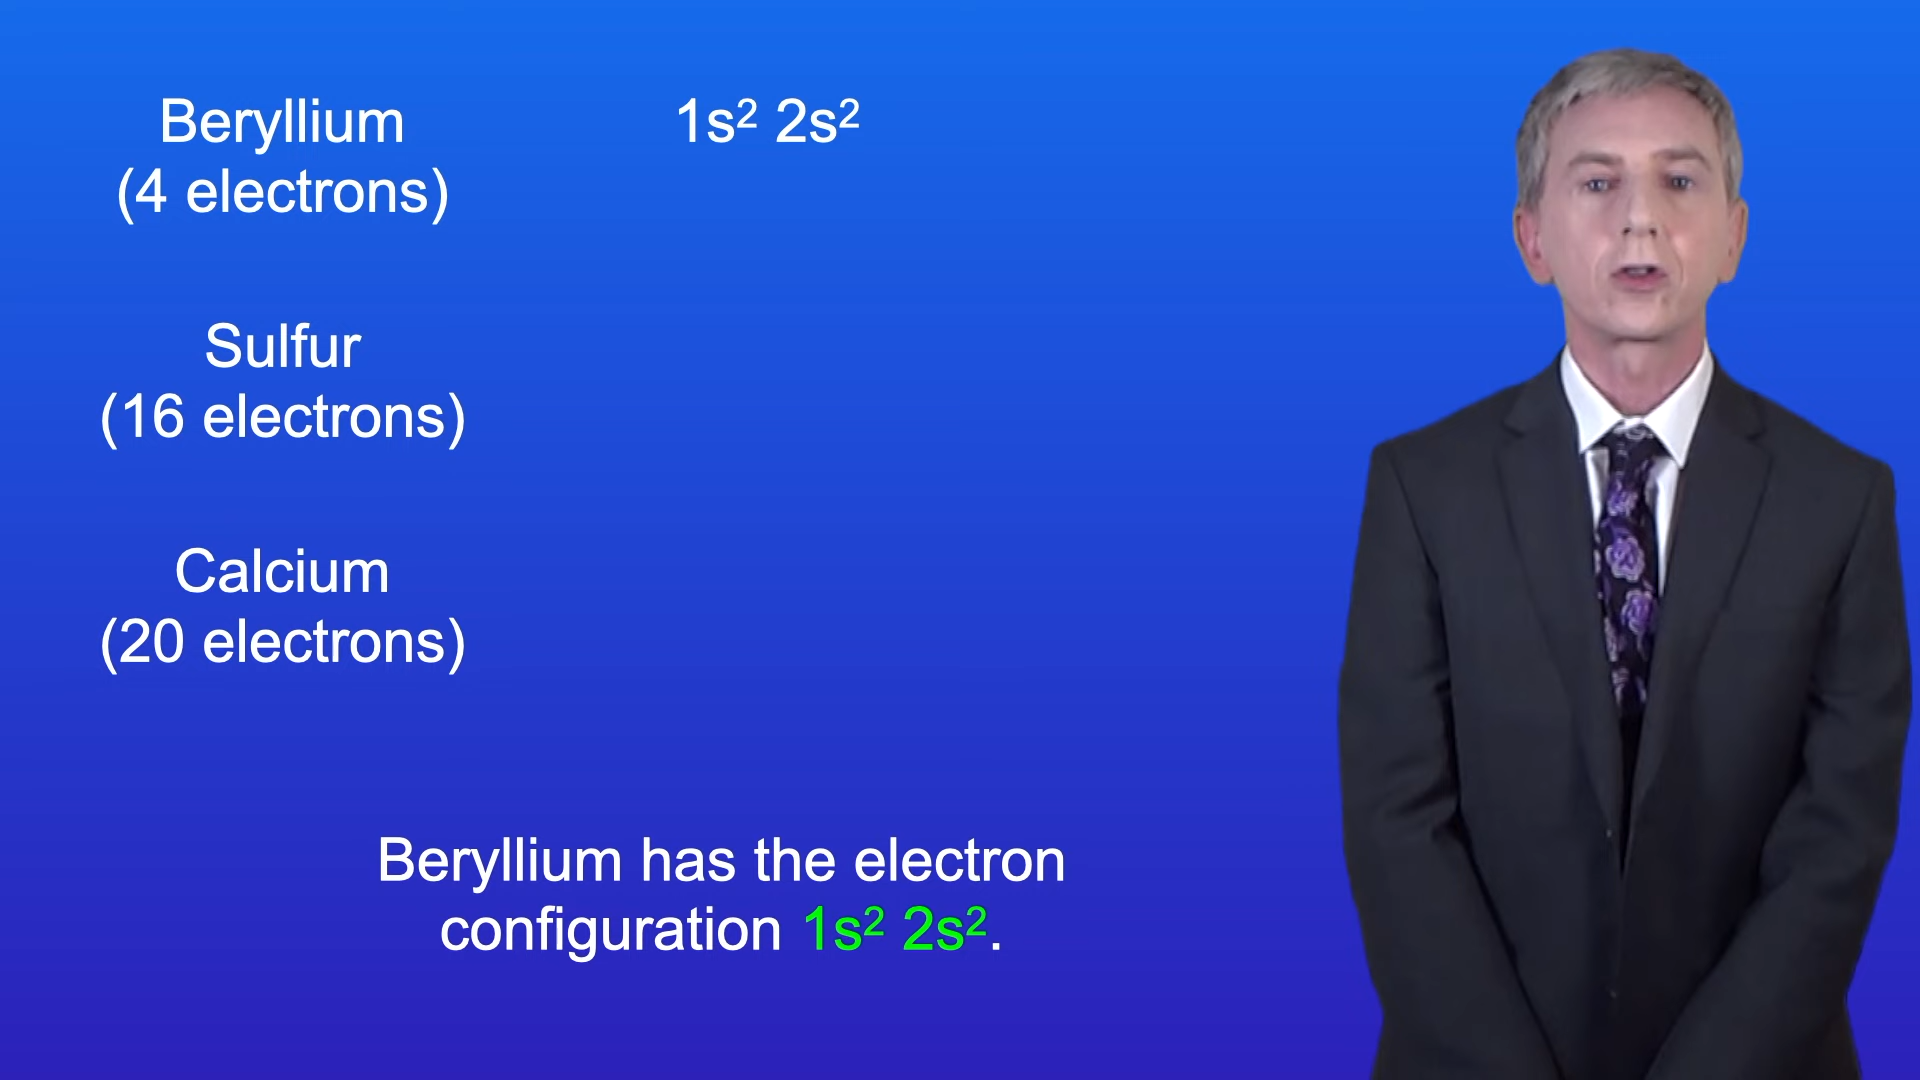 Beryllium 1s² 2s²
(4 electrons)
Sulfur
(16 electrons)
Calcium
(20 electrons)
Beryllium has the electron
configuration 1s² 2s².